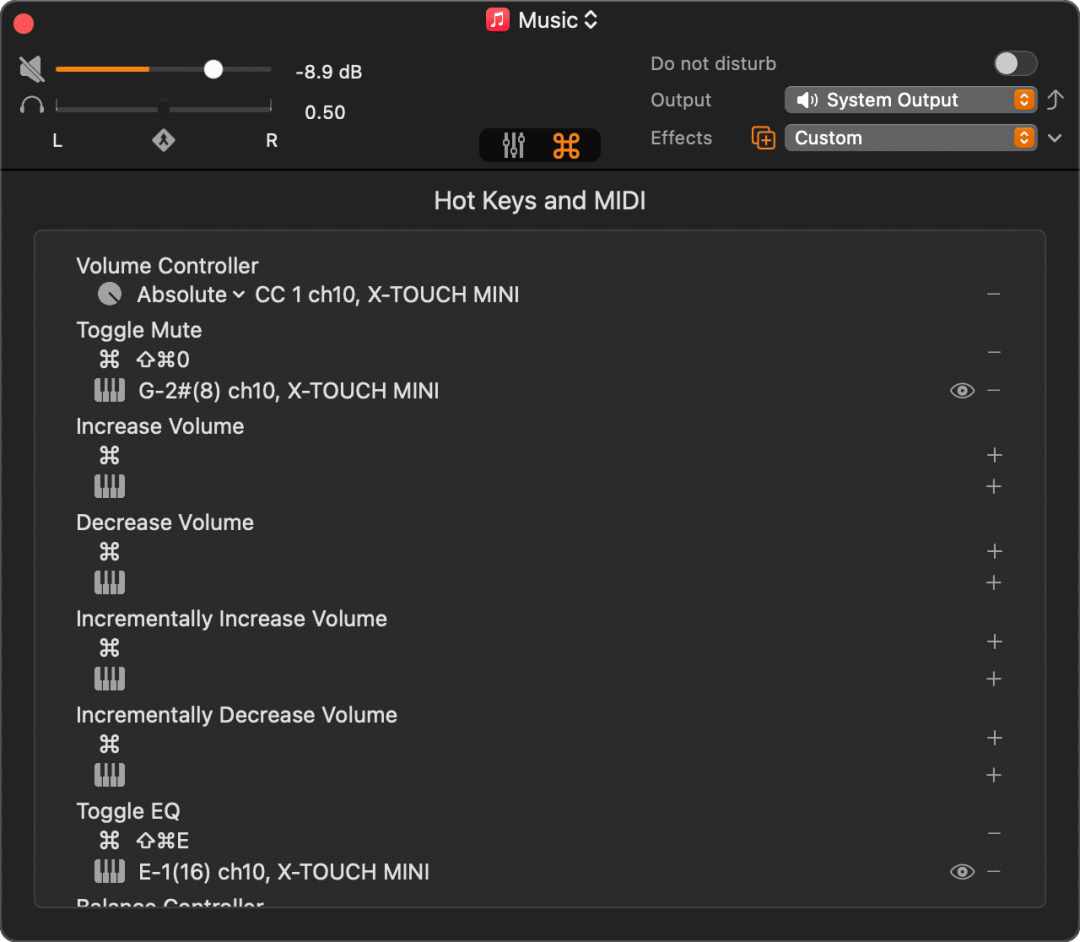 Music
-8.9 dB
0.50
L
R
Do not disturb
Output
System Output
Effects
Custom
Hot Keys and MIDI
Volume Controller
Absolute CC 1 ch10, X-TOUCH MINI
Toggle Mute
⌘ ⇧⌘0
G-2#(8) ch10, X-TOUCH MINI
Increase Volume
⌘
Decrease Volume
⌘
Incrementally Increase Volume
⌘
Incrementally Decrease Volume
⌘
Toggle EQ
⌘ ⇧⌘E
E-1(16) ch10, X-TOUCH MINI
Balance Controller